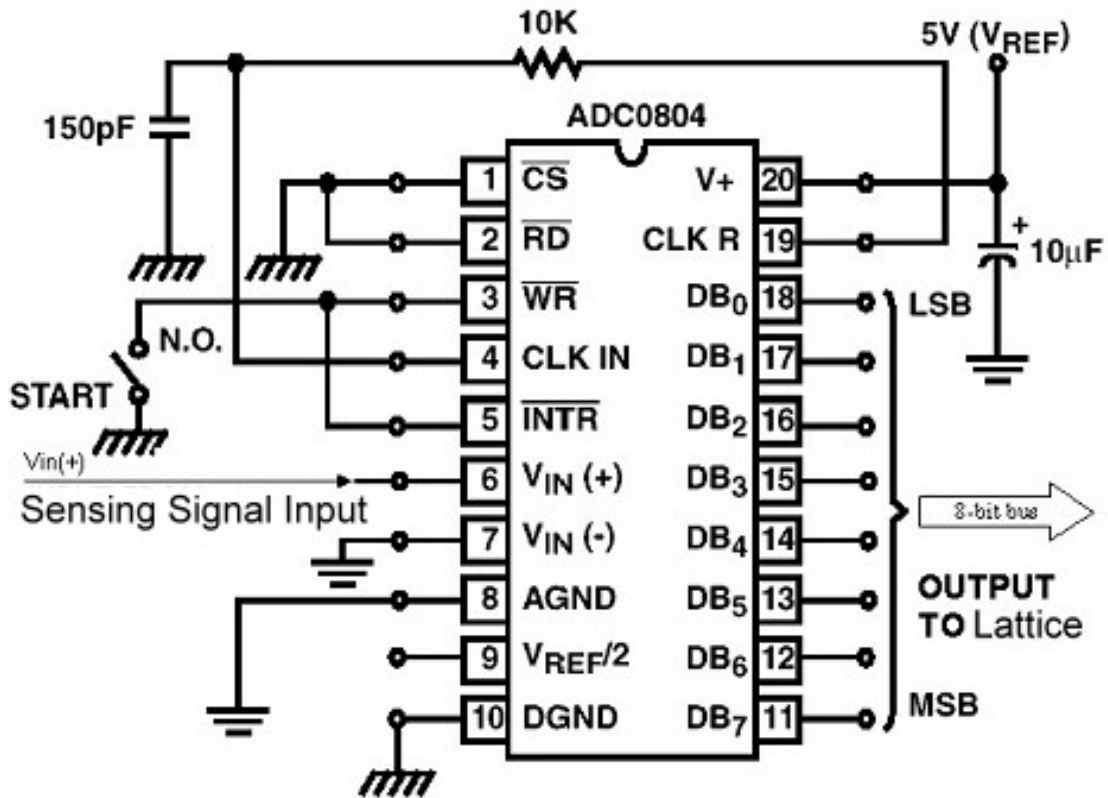 10K
5V (VREF)
150pF
ADC0804
1 CS
V+ 20
2 RD
CLK R 19
+
10μF
3 WR
DB0 18
LSB
N.O.
4 CLK IN
DB1 17
START
5 INTR
DB2 16
Vin(+)
6 VIN (+)
DB3 15
Sensing Signal Input
8-bit bus
7 VIN (-)
DB4 14
8 AGND
DB5 13
OUTPUT
TO Lattice
9 VREF/2
DB6 12
MSB
10 DGND
DB7 11